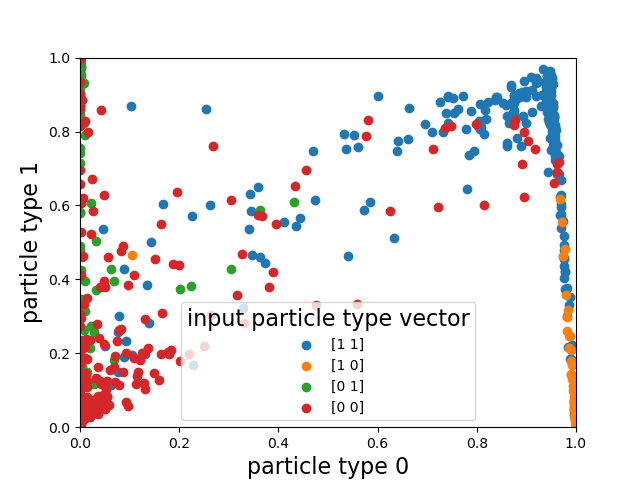 1.0
0.8
0.6
0.4
0.2
0.0
particle type 1
input particle type vector
[1 1]
[1 0]
[0 1]
[0 0]
0.0 0.2 0.4 0.6 0.8 1.0
particle type 0